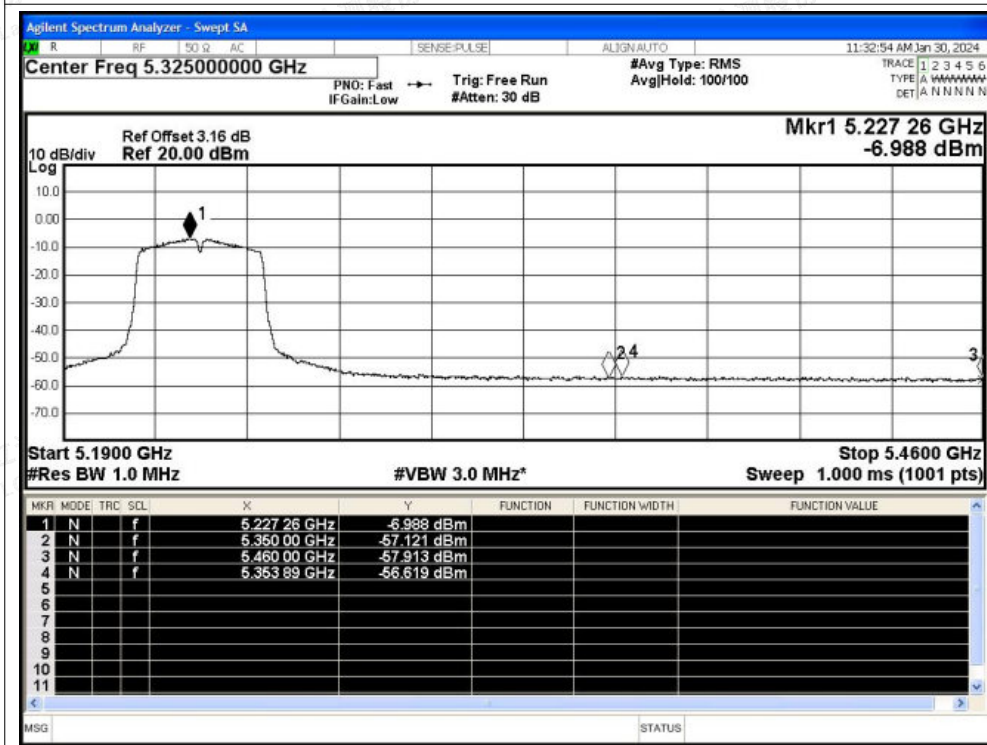 Agilent Spectrum Analyzer - Swept SA
LXI R RF 50 Ω AC SENSE:PULSE ALIGN AUTO 11:32:54 AM Jan 30, 2024
Center Freq 5.325000000 GHz
#Avg Type: RMS
TRACE 1 2 3 4 5 6
PNO: Fast Trig: Free Run Avg|Hold: 100/100
TYPE A WWWWW
IFGain:Low #Atten: 30 dB
DET A N N N N N
Mkr1 5.227 26 GHz
-6.988 dBm
Ref Offset 3.16 dB
10 dB/div Ref 20.00 dBm
Log
10.0
0.00
-10.0
-20.0
-30.0
-40.0
-50.0
-60.0
-70.0
1
2 4
3
Start 5.1900 GHz Stop 5.4600 GHz
#Res BW 1.0 MHz #VBW 3.0 MHz* Sweep 1.000 ms (1001 pts)
MKR MODE TRC SCL X Y FUNCTION FUNCTION WIDTH FUNCTION VALUE
1 N f 5.227 26 GHz -6.988 dBm
2 N f 5.350 00 GHz -57.121 dBm
3 N f 5.460 00 GHz -57.913 dBm
4 N f 5.353 89 GHz -56.619 dBm
5
6
7
8
9
10
11
MSG STATUS